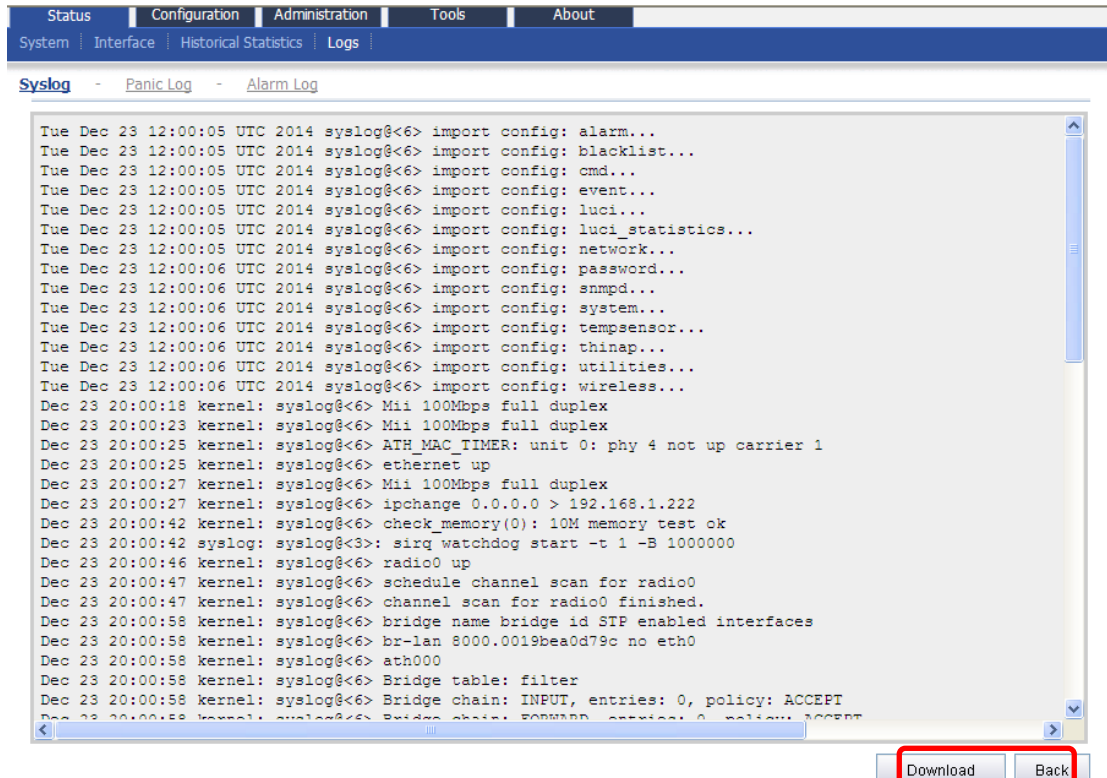 Status Configuration Administration Tools About
System Interface Historical Statistics Logs
Syslog - Panic Log - Alarm Log
Tue Dec 23 12:00:05 UTC 2014 syslog@<6> import config: alarm...
Tue Dec 23 12:00:05 UTC 2014 syslog@<6> import config: blacklist...
Tue Dec 23 12:00:05 UTC 2014 syslog@<6> import config: cmd...
Tue Dec 23 12:00:05 UTC 2014 syslog@<6> import config: event...
Tue Dec 23 12:00:05 UTC 2014 syslog@<6> import config: luci...
Tue Dec 23 12:00:05 UTC 2014 syslog@<6> import config: luci_statistics...
Tue Dec 23 12:00:05 UTC 2014 syslog@<6> import config: network...
Tue Dec 23 12:00:06 UTC 2014 syslog@<6> import config: password...
Tue Dec 23 12:00:06 UTC 2014 syslog@<6> import config: snmpd...
Tue Dec 23 12:00:06 UTC 2014 syslog@<6> import config: system...
Tue Dec 23 12:00:06 UTC 2014 syslog@<6> import config: tempsensor...
Tue Dec 23 12:00:06 UTC 2014 syslog@<6> import config: thinap...
Tue Dec 23 12:00:06 UTC 2014 syslog@<6> import config: utilities...
Tue Dec 23 12:00:06 UTC 2014 syslog@<6> import config: wireless...
Dec 23 20:00:18 kernel: syslog@<6> Mii 100Mbps full duplex
Dec 23 20:00:23 kernel: syslog@<6> Mii 100Mbps full duplex
Dec 23 20:00:25 kernel: syslog@<6> ATH_MAC_TIMER: unit 0: phy 4 not up carrier 1
Dec 23 20:00:25 kernel: syslog@<6> ethernet up
Dec 23 20:00:27 kernel: syslog@<6> Mii 100Mbps full duplex
Dec 23 20:00:27 kernel: syslog@<6> ipchange 0.0.0.0 > 192.168.1.222
Dec 23 20:00:42 kernel: syslog@<6> check_memory(0): 10M memory test ok
Dec 23 20:00:42 syslog: syslog@<3>: sirq watchdog start -t 1 -B 1000000
Dec 23 20:00:46 kernel: syslog@<6> radio0 up
Dec 23 20:00:47 kernel: syslog@<6> schedule channel scan for radio0
Dec 23 20:00:47 kernel: syslog@<6> channel scan for radio0 finished.
Dec 23 20:00:58 kernel: syslog@<6> bridge name bridge id STP enabled interfaces
Dec 23 20:00:58 kernel: syslog@<6> br-lan 8000.0019bea0d79c no eth0
Dec 23 20:00:58 kernel: syslog@<6> ath000
Dec 23 20:00:58 kernel: syslog@<6> Bridge table: filter
Dec 23 20:00:58 kernel: syslog@<6> Bridge chain: INPUT, entries: 0, policy: ACCEPT
Dec 23 20:00:58 kernel: syslog@<6> Bridge chain: FORWARD, entries: 0, policy: ACCEPT
Download Back